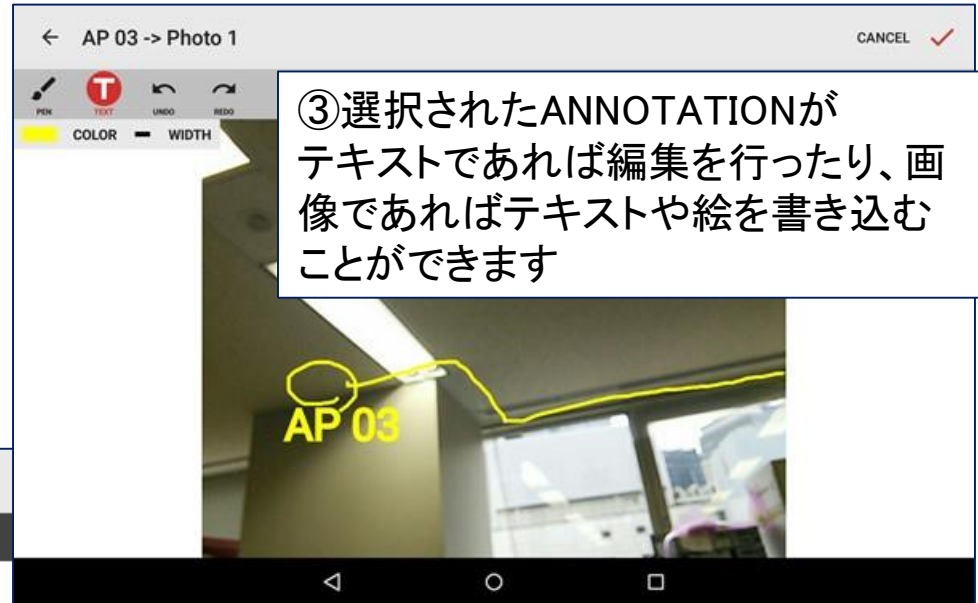 AP 03 -> Photo 1
CANCEL
PEN
TEXT
UNDO
REDO
COLOR
WIDTH
③選択されたANNOTATIONが
テキストであれば編集を行ったり、画
像であればテキストや絵を書き込む
ことができます
AP 03